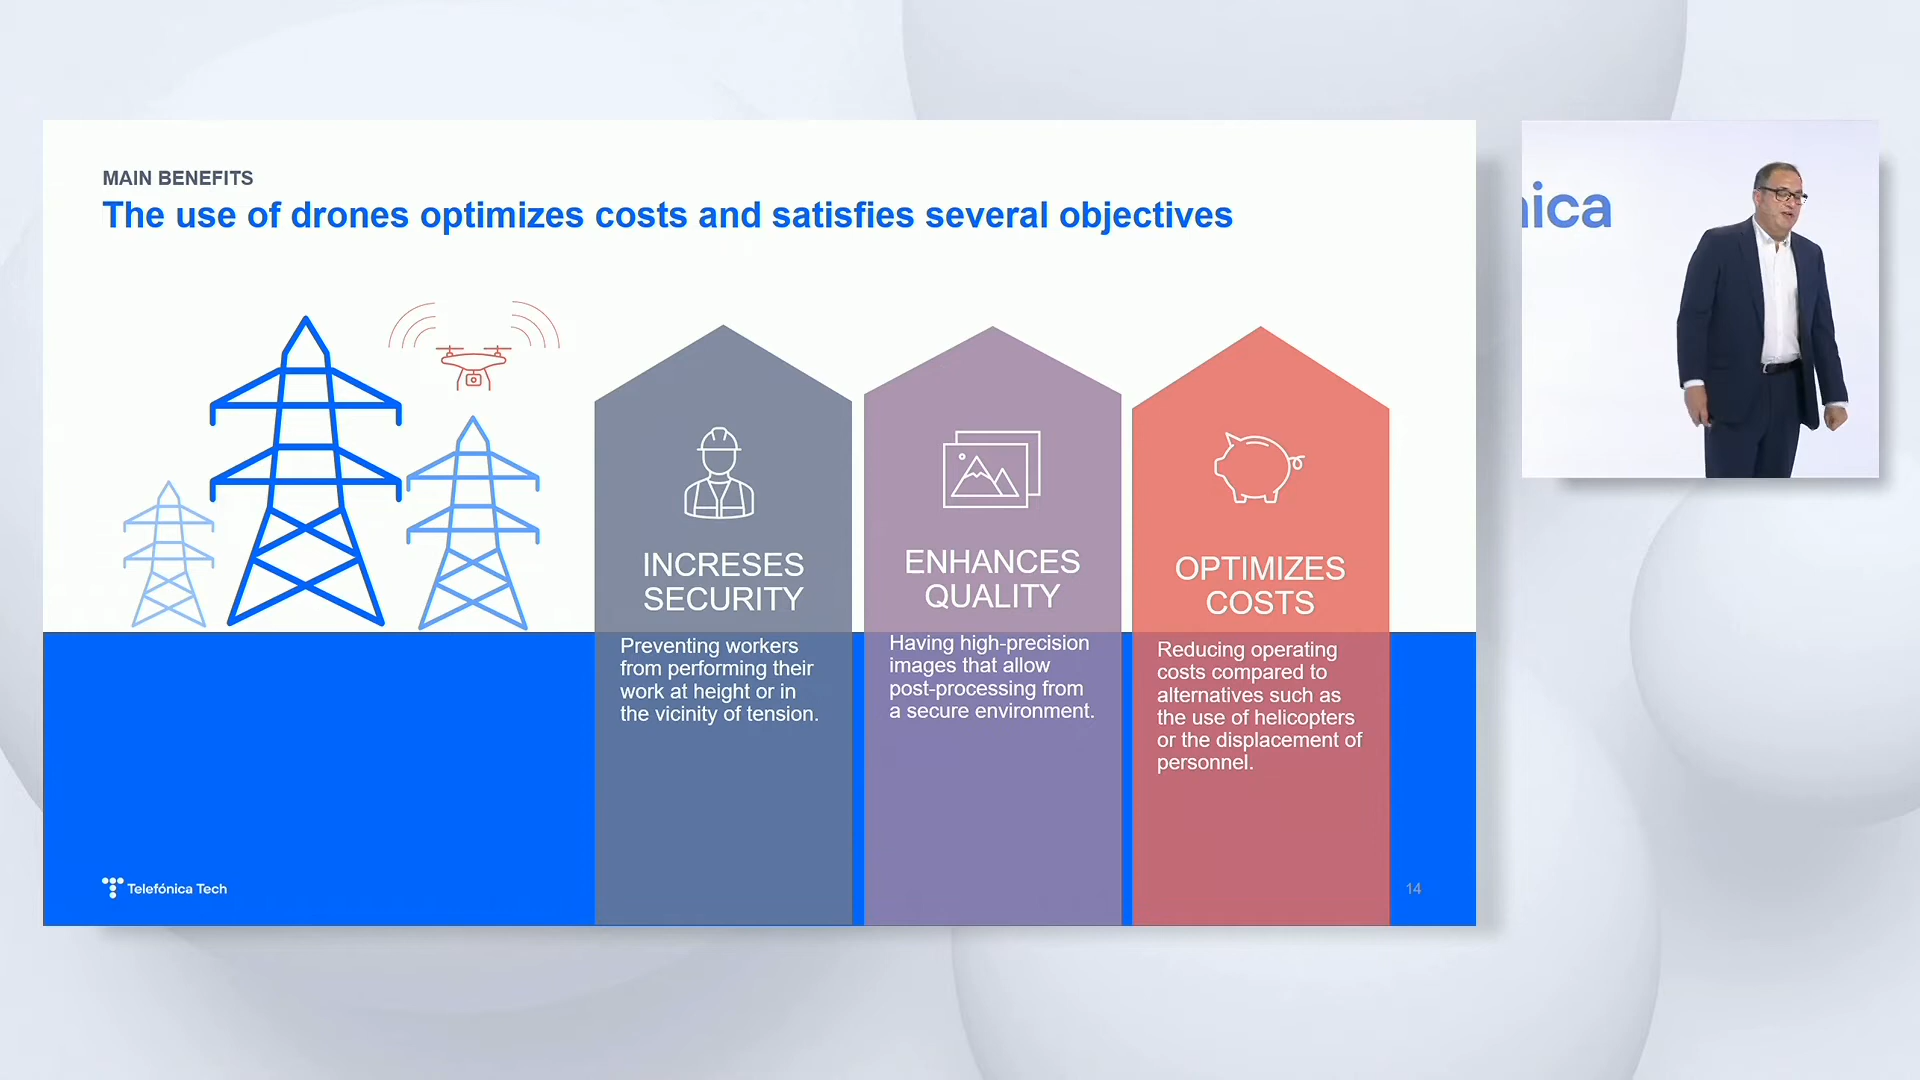 MAIN BENEFITS
The use of drones optimizes costs and satisfies several objectives
INCRESES
SECURITY
Preventing workers
from performing their
work at height or in
the vicinity of tension.
ENHANCES
QUALITY
Having high-precision
images that allow
post-processing from
a secure environment.
OPTIMIZES
COSTS
Reducing operating
costs compared to
alternatives such as
the use of helicopters
or the displacement of
personnel.
Telefónica Tech
14
nica